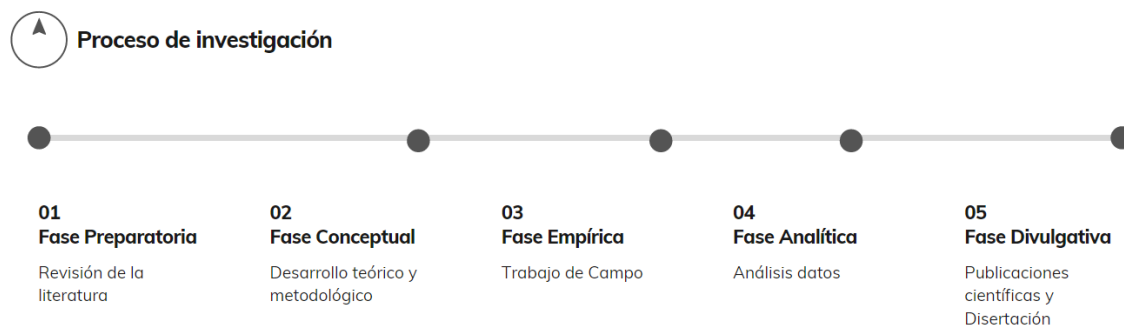 Proceso de investigación
01
Fase Preparatoria
Revisión de la
literatura
02
Fase Conceptual
Desarrollo teórico y
metodológico
03
Fase Empírica
Trabajo de Campo
04
Fase Analítica
Análisis datos
05
Fase Divulgativa
Publicaciones
científicas y
Disertación